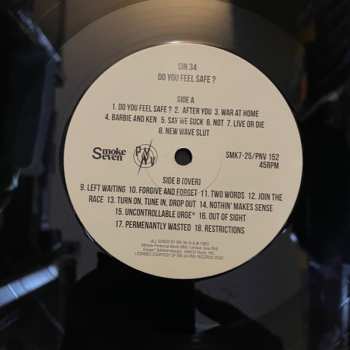 SIN 34
DO YOU FEEL SAFE?
SIDE A
1. DO YOU FEEL SAFE? 2. AFTER YOU 3. WAR AT HOME
4. BARBIE AND KEN 5. SAY WE SUCK 6. NOT 7. LIVE OR DIE
8. NEW WAVE SLUT
Smoke
Seven
PNV
SMK7-25/PNV 152
45RPM
SIDE B (OVER)
9. LEFT WAITING 10. FORGIVE AND FORGET 11. TWO WORDS 12. JOIN THE
RACE 13. TURN ON, TUNE IN, DROP OUT 14. NOTHIN' MAKES SENSE
15. UNCONTROLLABLE URGE* 16. OUT OF SIGHT
17. PERMENANTLY WASTED 18. RESTRICTIONS